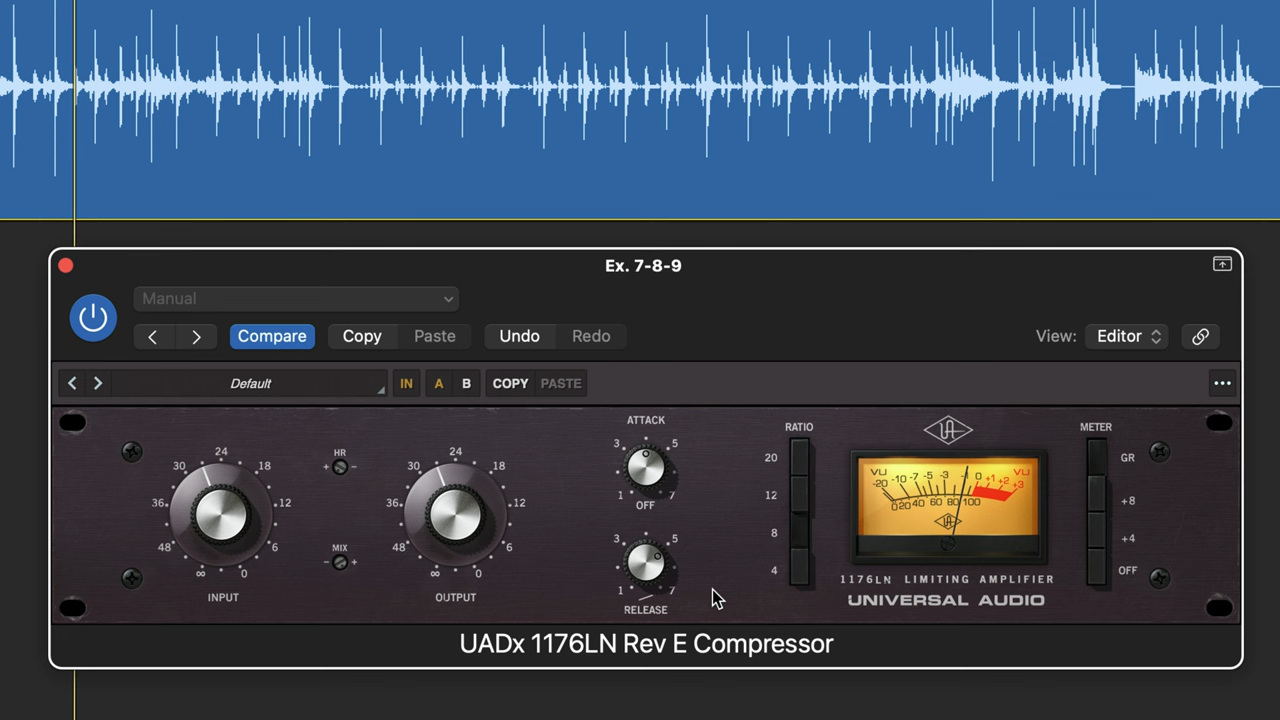 Ex. 7-8-9
Manual
Compare Copy Paste Undo Redo View: Editor
Default IN A B COPY PASTE
ATTACK
3 5
1 7
OFF
24
30 18
36 12
48 6
∞ 0
INPUT
HR
+ −
MIX
− +
24
30 18
36 12
48 6
∞ 0
OUTPUT
3 5
1 7
RELEASE
RATIO
20
12
8
4
UA
VU VU
-20 -10 -7 -5 -3 -1 0 +1 +2 +3
0 20 40 60 80 100
UA
1176LN LIMITING AMPLIFIER
UNIVERSAL AUDIO
METER
GR
+8
+4
OFF
UADx 1176LN Rev E Compressor